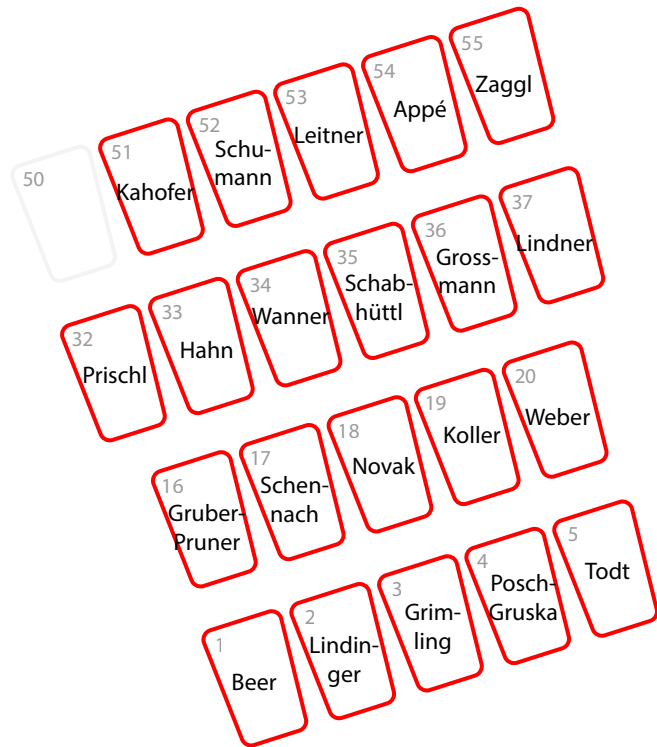 50
51
Kahofer
52
Schu-
mann
53
Leitner
54
Appé
55
Zaggl
32
Prischl
33
Hahn
34
Wanner
35
Schab-
hüttl
36
Gross-
mann
37
Lindner
16
Gruber-
Pruner
17
Schen-
nach
18
Novak
19
Koller
20
Weber
1
Beer
2
Lindin-
ger
3
Grim-
ling
4
Posch-
Gruska
5
Todt